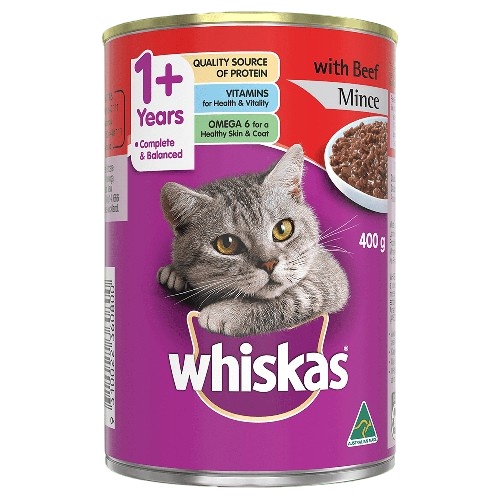 1+
Years
• Complete
& Balanced
QUALITY SOURCE
OF PROTEIN
VITAMINS
for Health & Vitality
OMEGA 6 for a
Healthy Skin & Coat
with Beef
Mince
400 g
whiskas®